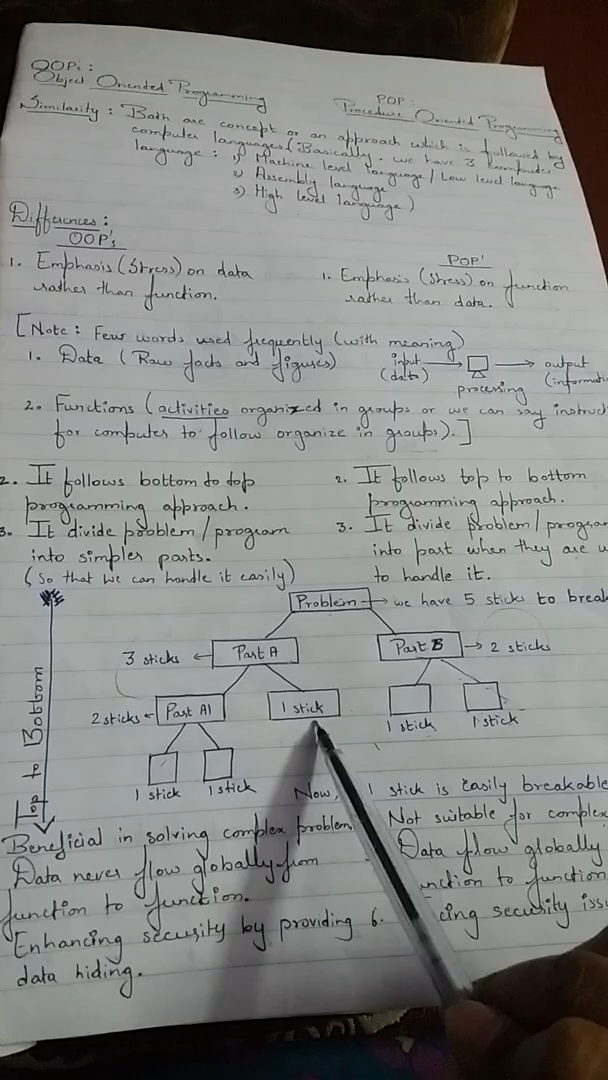 OOPs:
Object Oriented Programming
POP:
Procedure Oriented Programming
Similarity: Both are concept or an approach which is followed by
computer languages (Basically, we have 3 computer
language: 1) Machine level language / Low level language
2) Assembly language
3) High level language)
Differences:
OOP's
POP'
1. Emphasis (Stress) on data
rather than function.
1. Emphasis (Stress) on function
rather than data.
[Note: Few words used frequently (with meaning)
1. Data (Raw facts and figures)
input
(data)
processing
output
(informati
2. Functions (activities organized in groups or we can say instruc
for computer to follow organize in groups).]
2. It follows bottom to top
programming approach.
2. It follows top to bottom
programming approach.
3. It divide problem / program
into simpler parts.
(So that we can handle it easily)
3. It divide problem / program
into part when they are u
to handle it.
Problem → we have 5 sticks to break
3 sticks ← Part A
Part B → 2 sticks
2 sticks ← Part A1
1 stick
1 stick
1 stick
1 stick
1 stick
Top to Bottom
Now, 1 stick is easily breakable
Beneficial in solving complex problem
Not suitable for complex
Data never flow globally from
function to function.
Data flow globally
nction to function
Enhancing security by providing
data hiding.
6. cing security iss